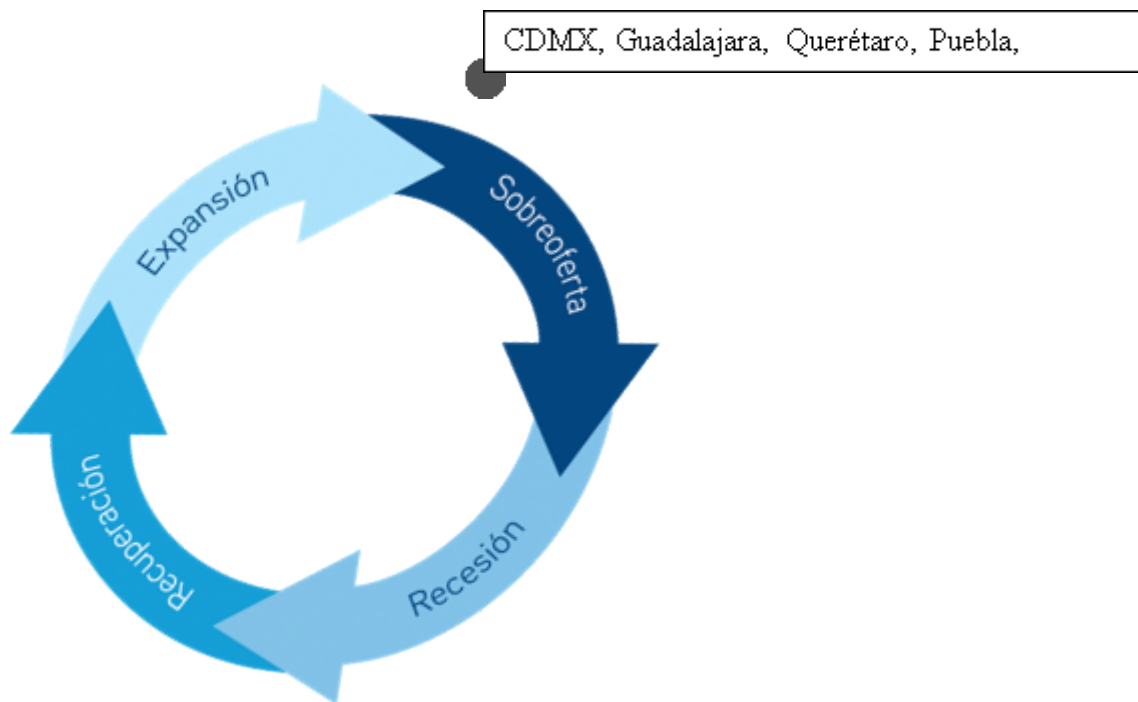 CDMX, Guadalajara, Querétaro, Puebla,
Expansión
Sobreoferta
Recuperación
Recesión